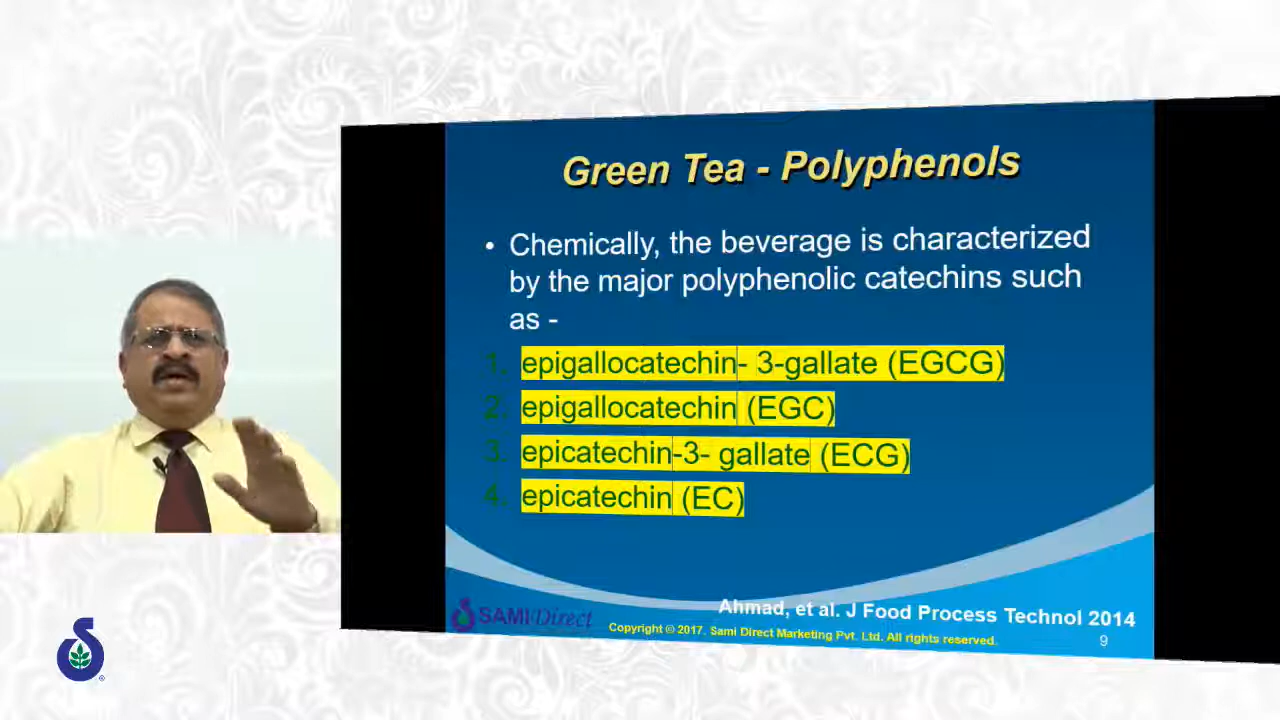 Green Tea - Polyphenols
• Chemically, the beverage is characterized
by the major polyphenolic catechins such
as -
1. epigallocatechin- 3-gallate (EGCG)
2. epigallocatechin (EGC)
3. epicatechin-3- gallate (ECG)
4. epicatechin (EC)
SAMI Direct
Ahmad, et al. J Food Process Technol 2014
Copyright © 2017. Sami Direct Marketing Pvt. Ltd. All rights reserved.
9
®